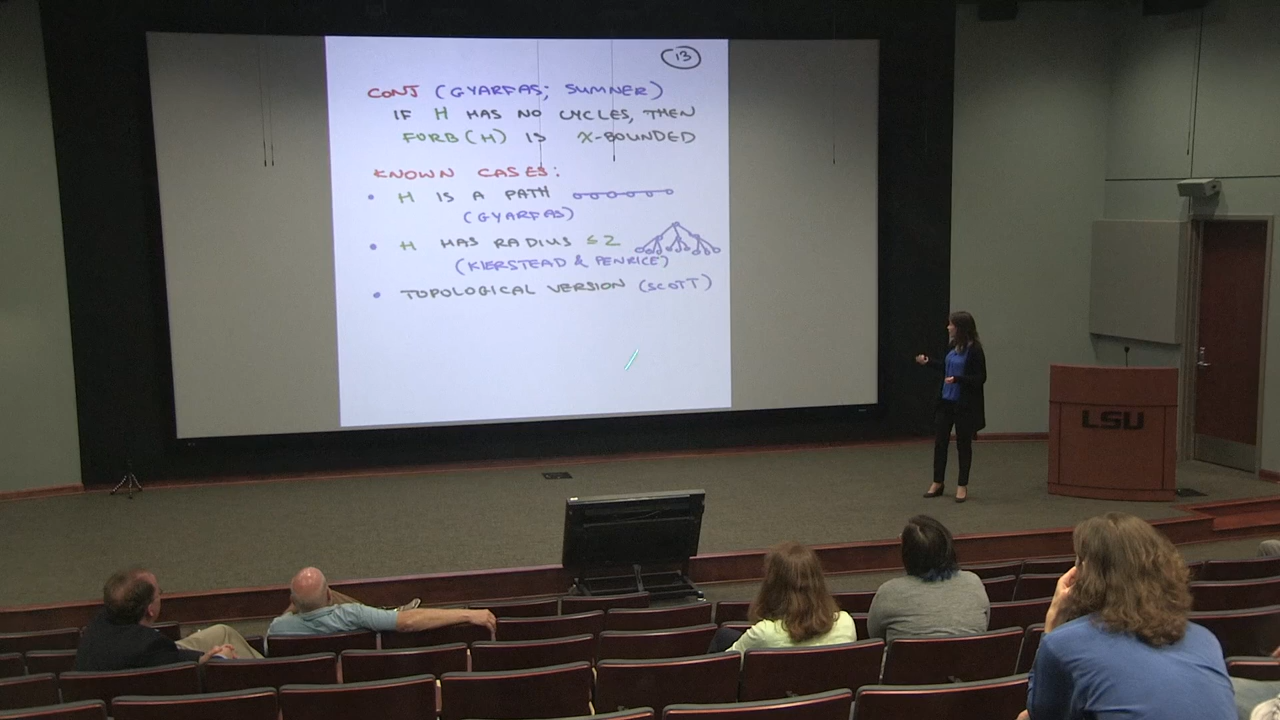 13
CONJ (GYARFAS; SUMNER)
IF H HAS NO CYCLES, THEN
FORB(H) IS χ-BOUNDED
KNOWN CASES:
• H IS A PATH
(GYARFAS)
• H HAS RADIUS ≤2
(KIERSTEAD & PENRICE)
• TOPOLOGICAL VERSION (SCOTT)
LSU